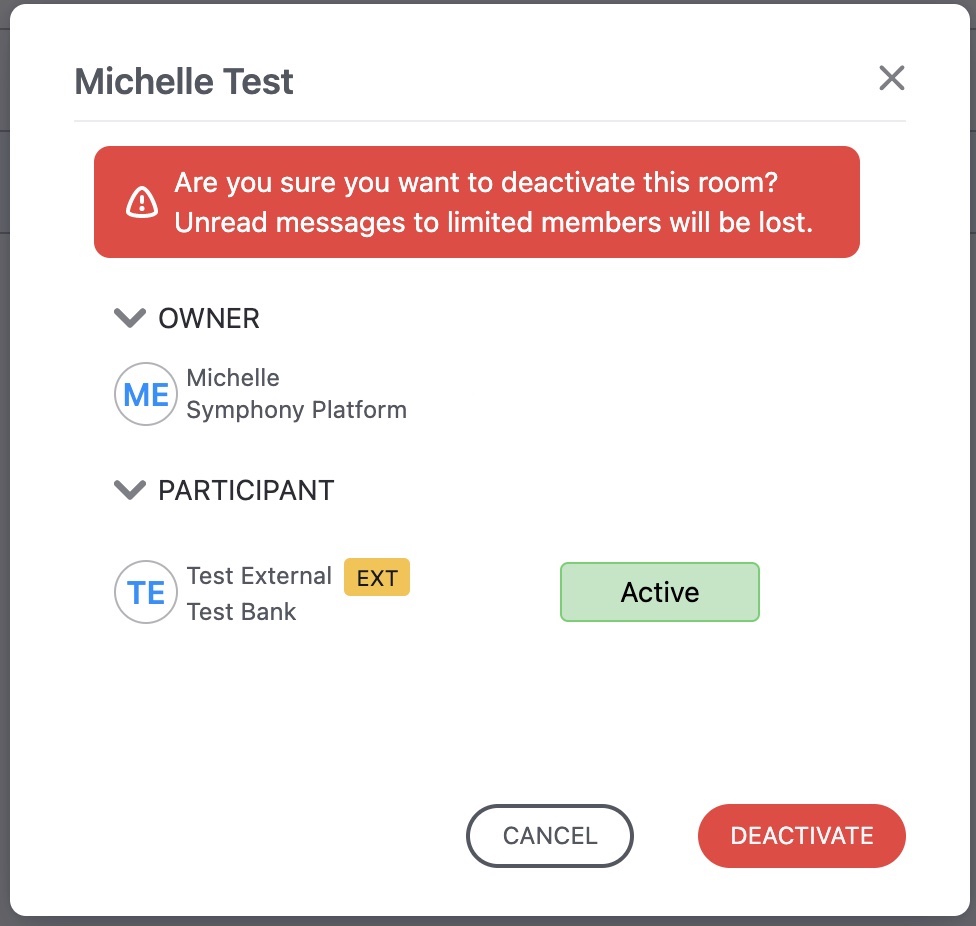 Michelle Test
Are you sure you want to deactivate this room?
Unread messages to limited members will be lost.
OWNER
ME
Michelle
Symphony Platform
PARTICIPANT
TE
Test External EXT
Test Bank
Active
CANCEL
DEACTIVATE